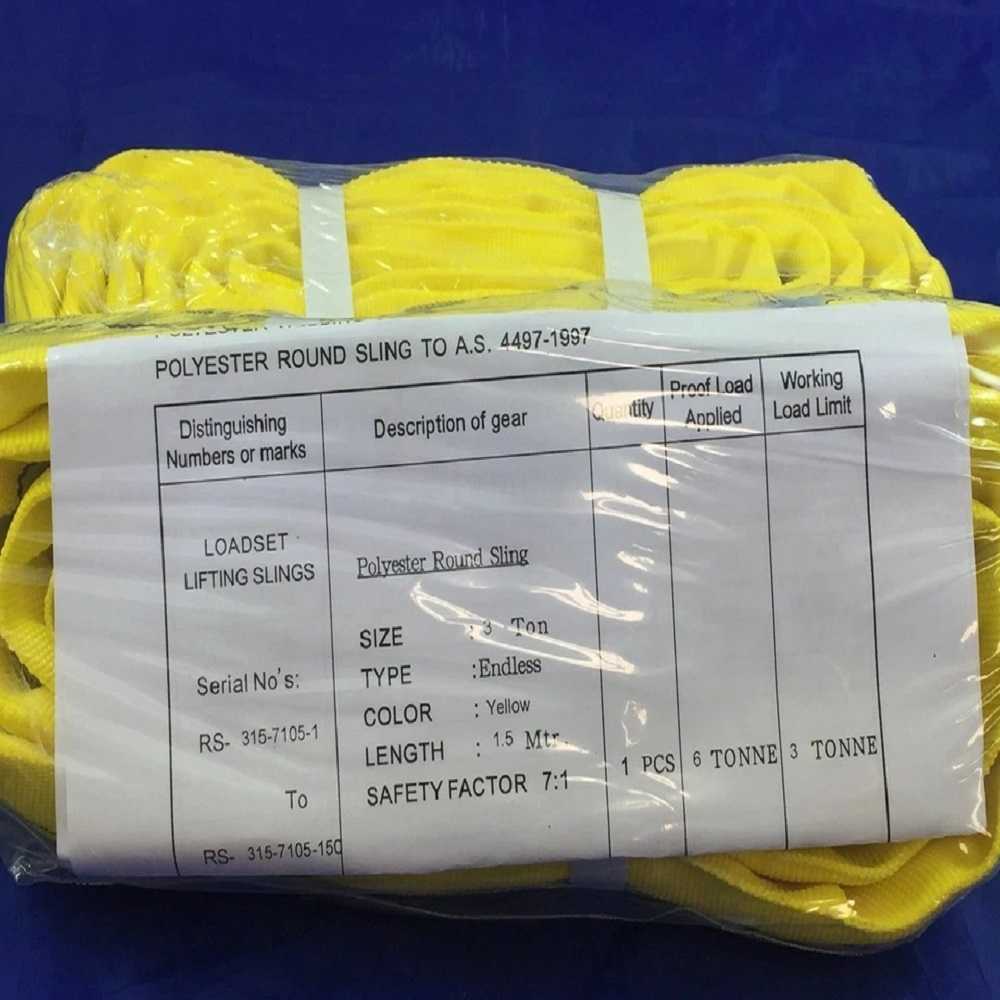 POLYESTER ROUND SLING TO A.S. 4497-1997
Distinguishing
Numbers or marks
Description of gear
Quantity
Proof Load
Applied
Working
Load Limit
LOADSET
LIFTING SLINGS
Polyester Round Sling
SIZE : 3 Ton
TYPE :Endless
Serial No's:
COLOR : Yellow
RS- 315-7105-1
LENGTH : 1.5 Mtr.
SAFETY FACTOR 7:1
1 PCS
6 TONNE
3 TONNE
To
RS- 315-7105-150